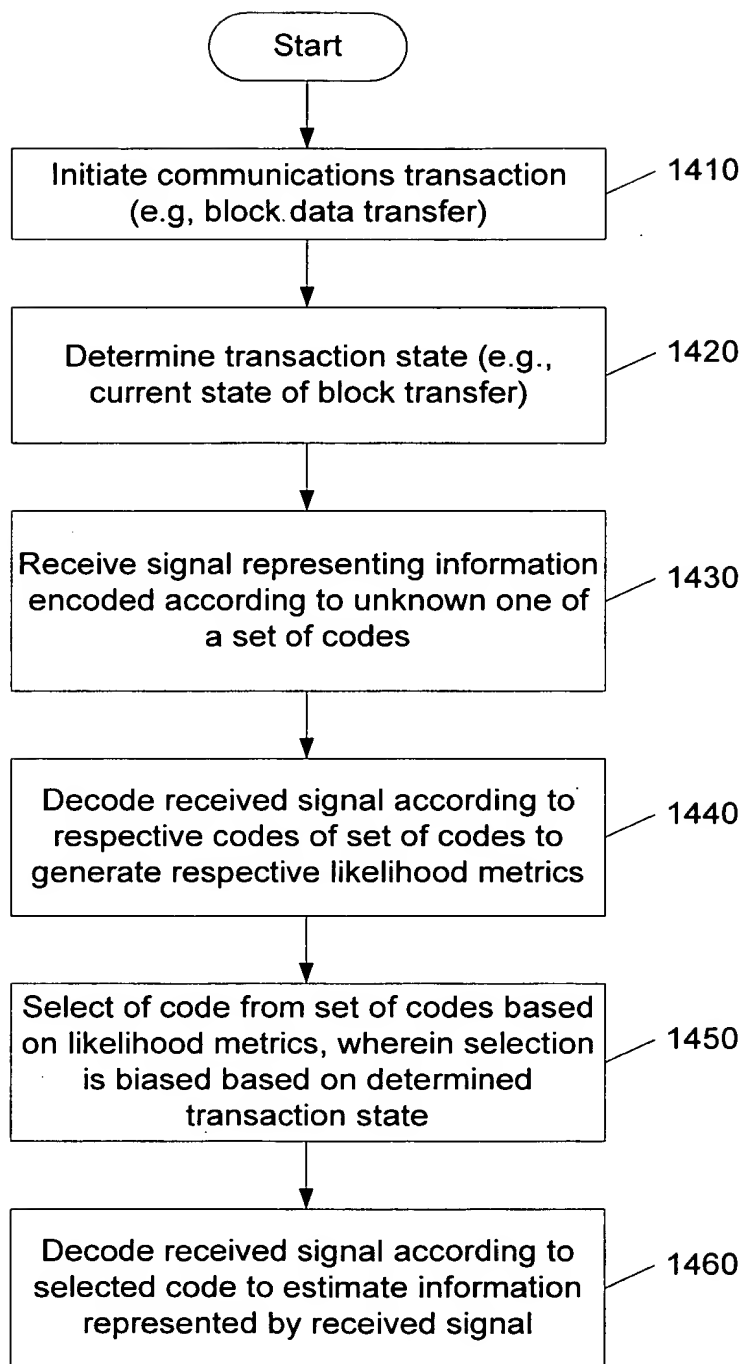 Start
Initiate communications transaction
(e.g, block data transfer)
1410
Determine transaction state (e.g.,
current state of block transfer)
1420
Receive signal representing information
encoded according to unknown one of
a set of codes
1430
Decode received signal according to
respective codes of set of codes to
generate respective likelihood metrics
1440
Select of code from set of codes based
on likelihood metrics, wherein selection
is biased based on determined
transaction state
1450
Decode received signal according to
selected code to estimate information
represented by received signal
1460